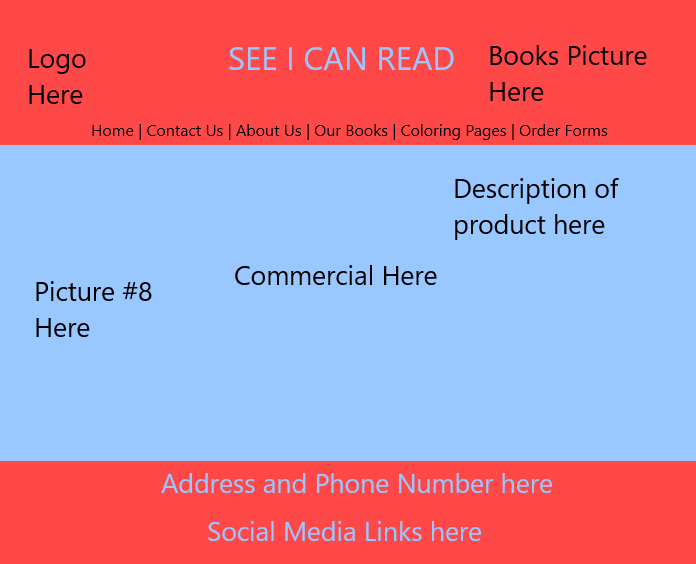 Logo
Here
SEE I CAN READ
Books Picture
Here
Home | Contact Us | About Us | Our Books | Coloring Pages | Order Forms
Description of
product here
Commercial Here
Picture #8
Here
Address and Phone Number here
Social Media Links here